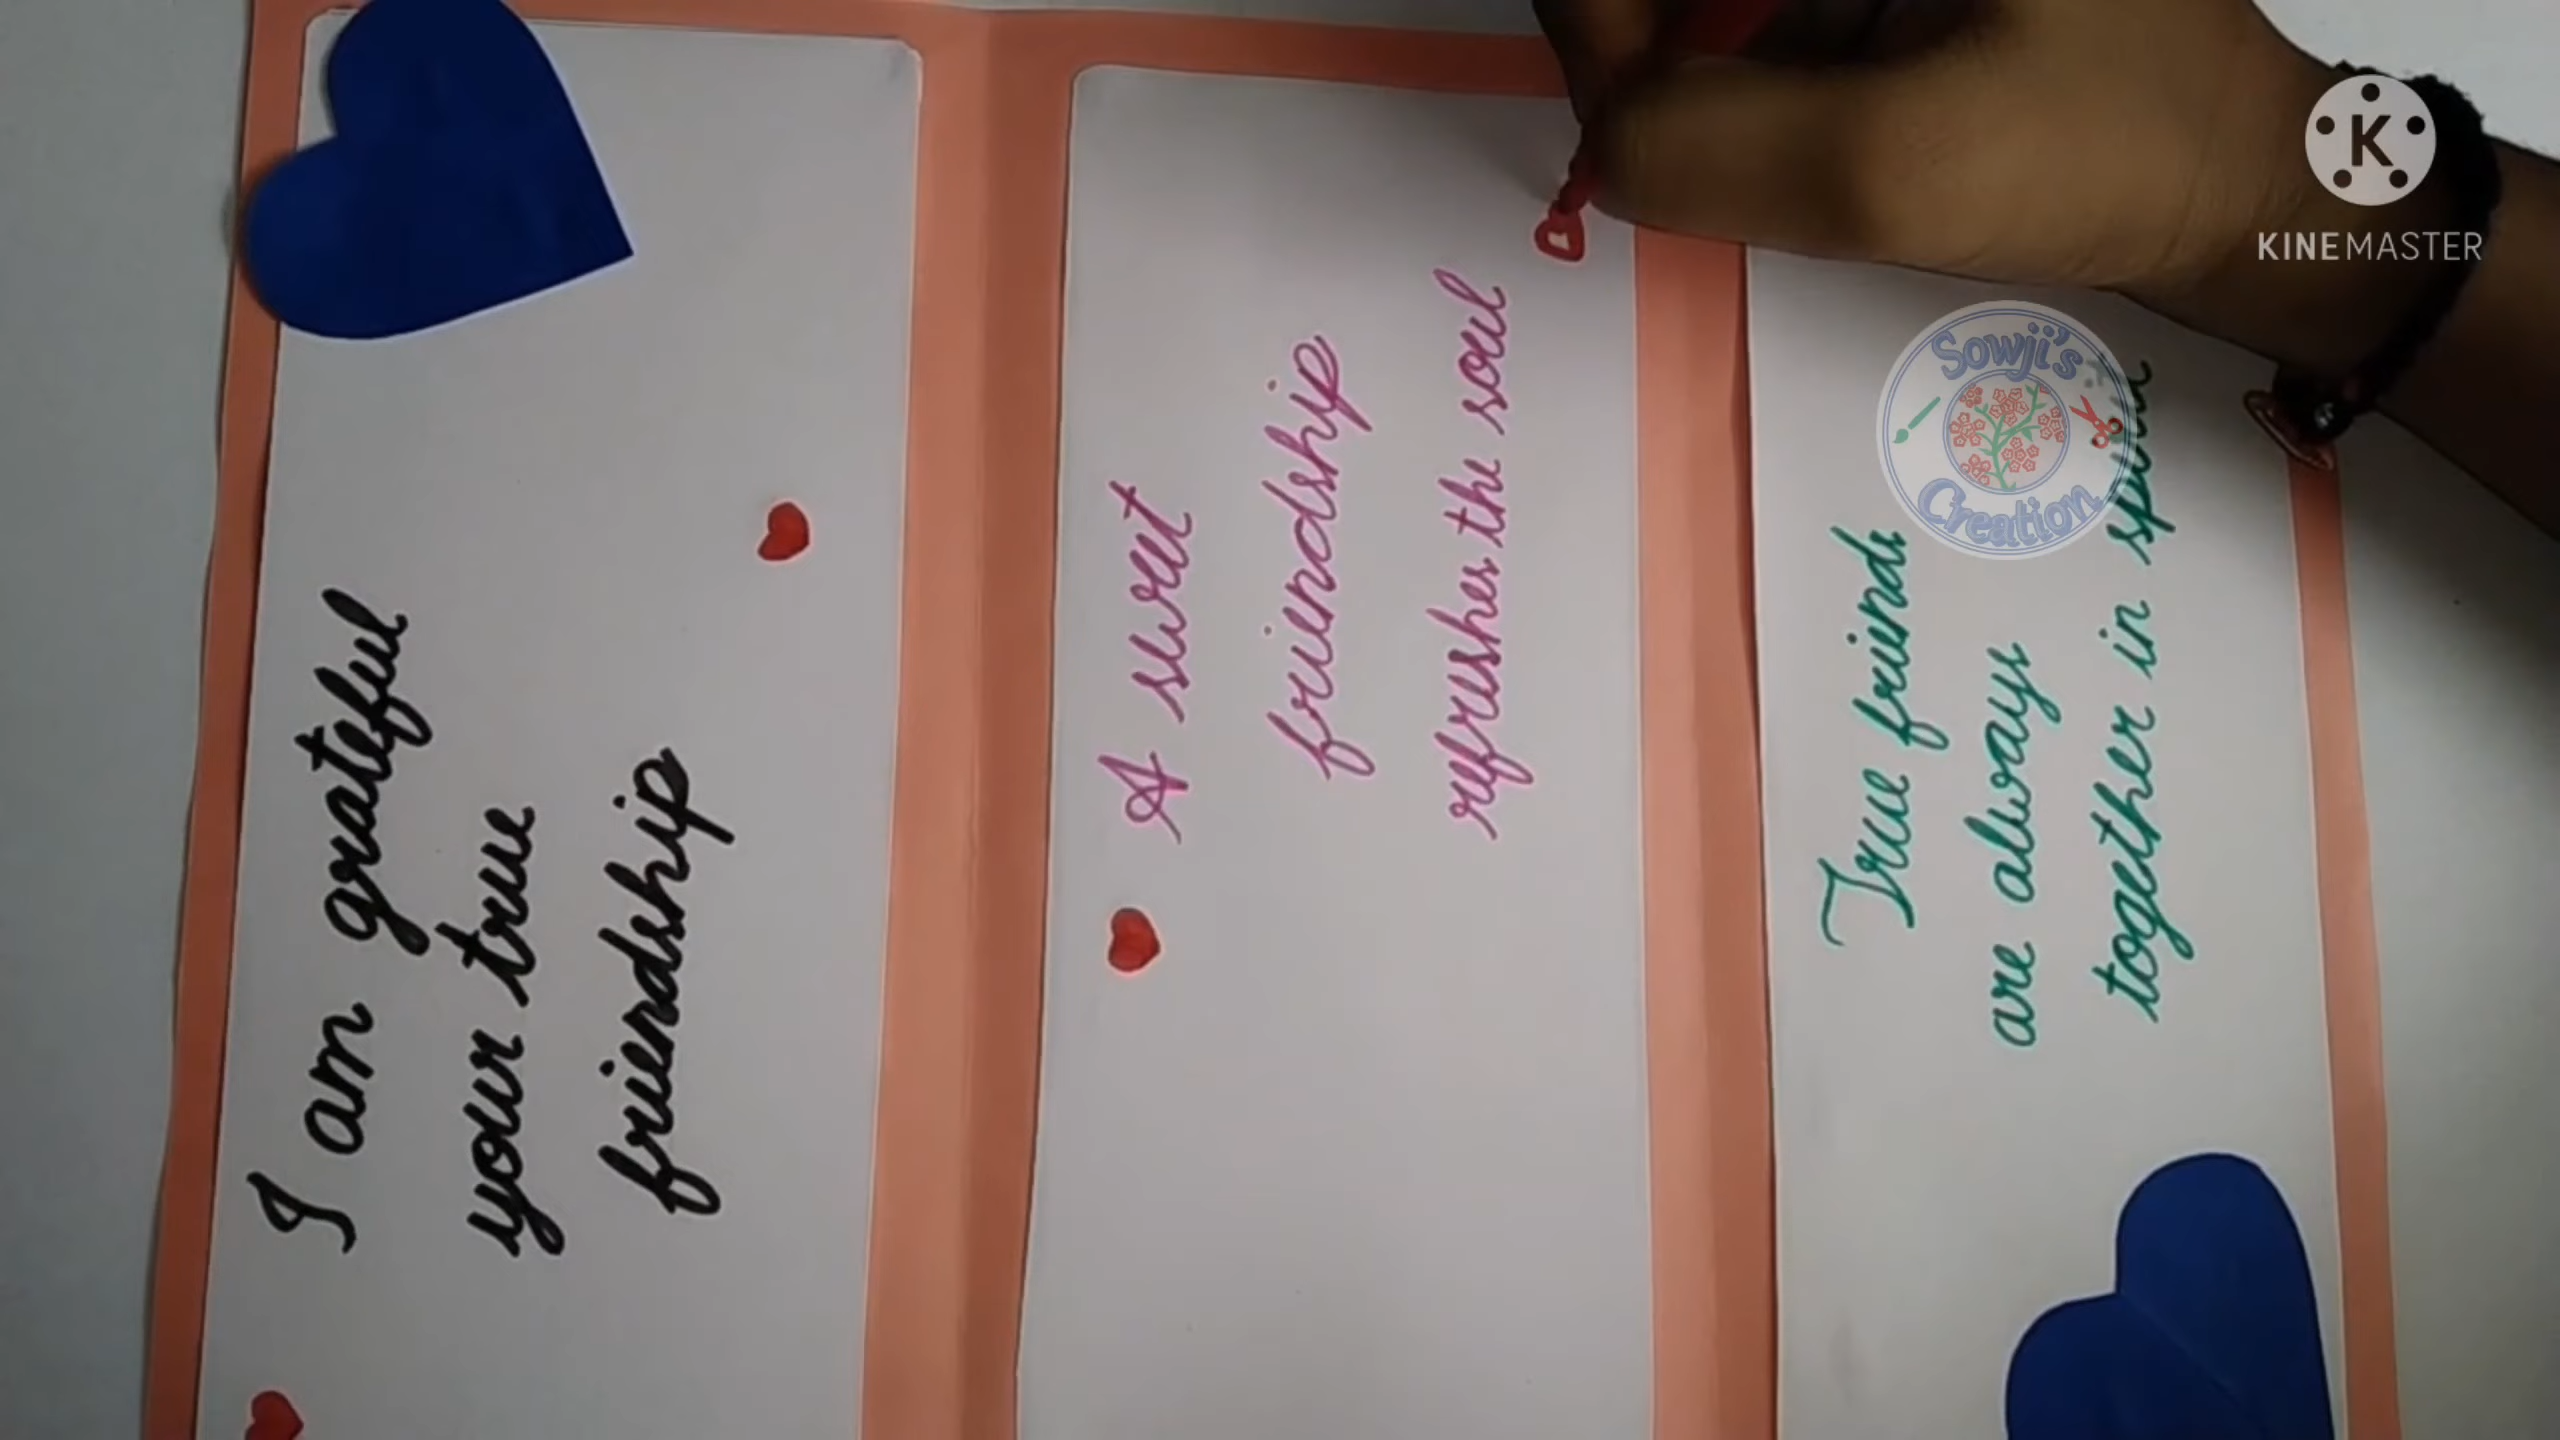 I am grateful
your true
friendship
A sweet
friendship
refreshes the soul
True friends
are always
together in spirit
Sowji's
Creation
K
KINEMASTER